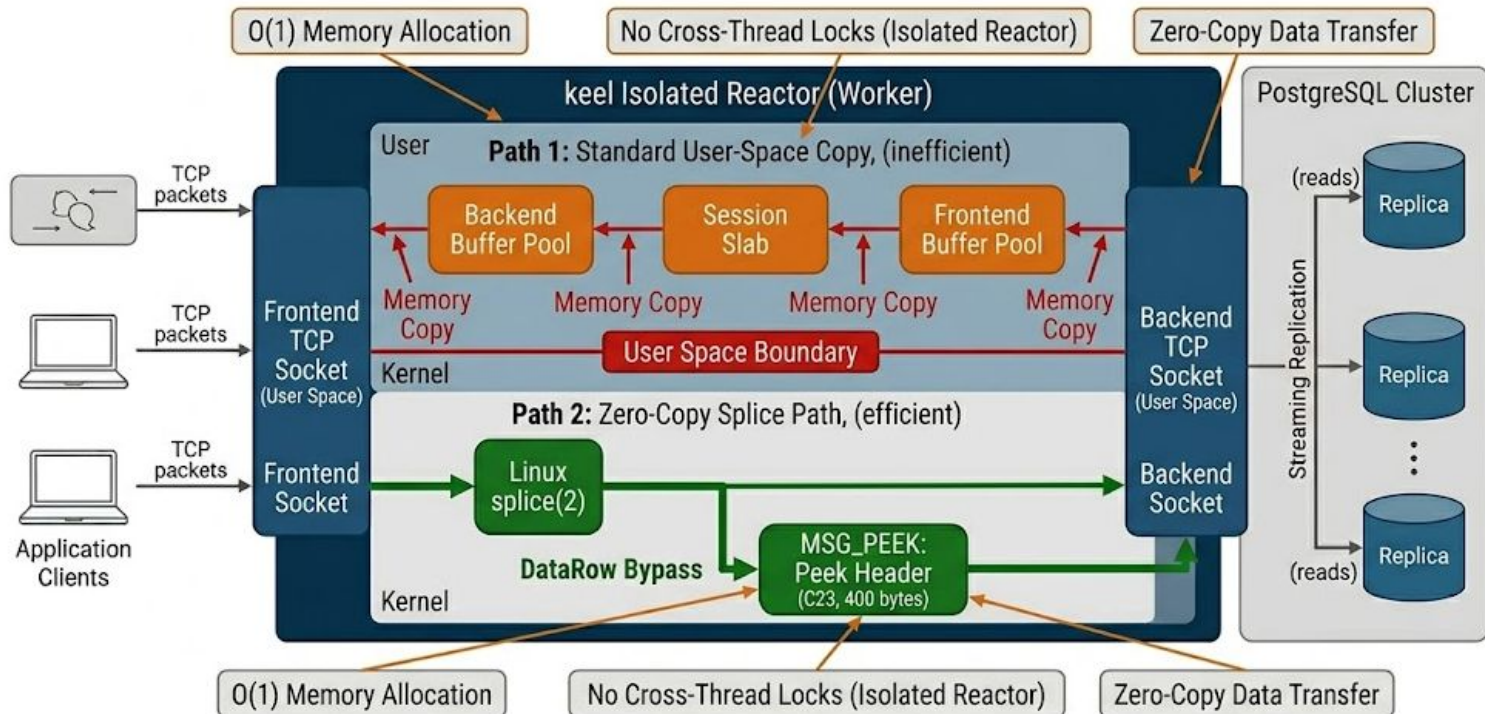 O(1) Memory Allocation
No Cross-Thread Locks (Isolated Reactor)
Zero-Copy Data Transfer
keel Isolated Reactor (Worker)
PostgreSQL Cluster
User
Path 1: Standard User-Space Copy, (inefficient)
TCP
packets
Backend
Buffer Pool
Session
Slab
Frontend
Buffer Pool
Memory
Copy
Memory Copy
Memory Copy
Memory
Copy
User Space Boundary
Kernel
TCP
packets
Frontend
TCP
Socket
(User Space)
Backend
TCP
Socket
(User Space)
(reads)
Replica
Streaming Replication
Replica
Path 2: Zero-Copy Splice Path, (efficient)
TCP
packets
Frontend
Socket
Linux
splice(2)
Backend
Socket
DataRow Bypass
MSG_PEEK:
Peek Header
(C23, 400 bytes)
Kernel
Application
Clients
(reads)
Replica
O(1) Memory Allocation
No Cross-Thread Locks (Isolated Reactor)
Zero-Copy Data Transfer